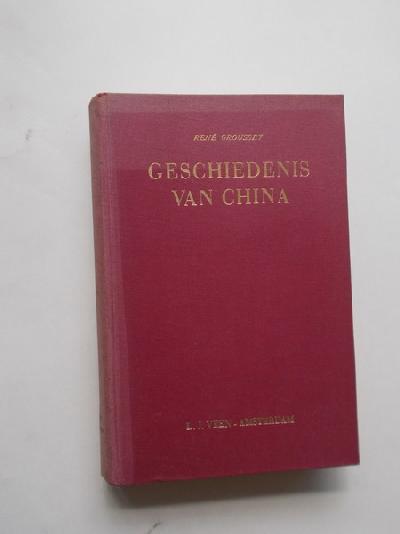 RENÉ GROUSSET
GESCHIEDENIS
VAN CHINA
L. J. VEEN - AMSTERDAM